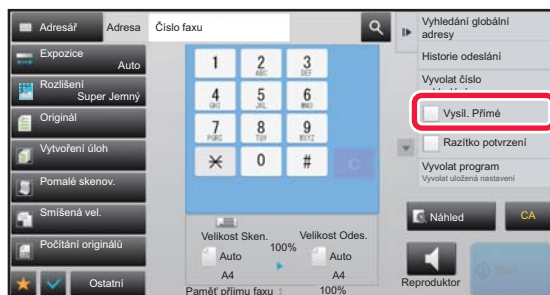 Adresář
Adresa
Číslo faxu
Vyhledání globální
adresy
Expozice
Auto
Historie odeslání
Rozlišení
Super Jemný
Vyvolat číslo
Originál
Vysíl. Přímé
Vytvoření úloh
Razítko potvrzení
Pomalé skenov.
Vyvolat program
Vyvolat uložená nastavení
Smíšená vel.
Počítání originálů
Ostatní
1 2 3
ABC DEF
4 5 6
GHI JKL MNO
7 8 9
PQRS TUV WXYZ
0 #
Velikost Sken.
100%
Velikost Odes.
Auto
Auto
A4
A4
Paměť příjmu faxu : 100%
Náhled
CA
Reproduktor
Start